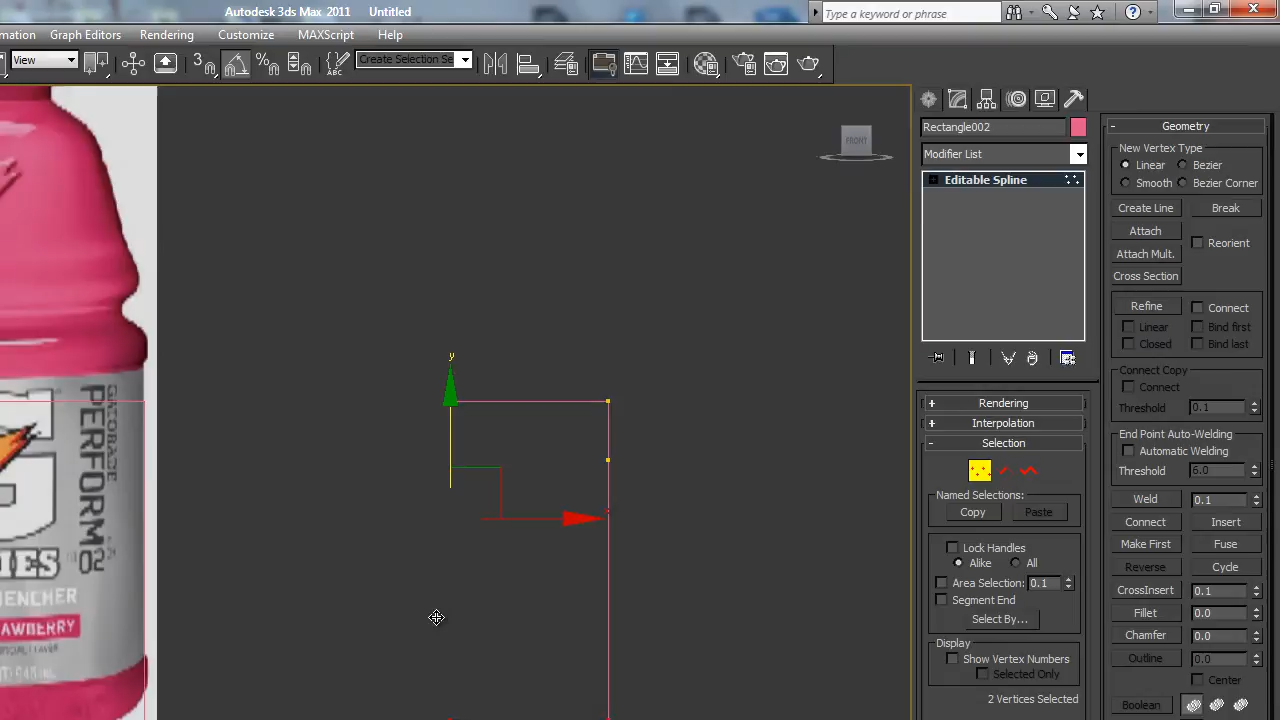 Autodesk 3ds Max 2011 Untitled
Type a keyword or phrase
mation Graph Editors Rendering Customize MAXScript Help
View
3
ABC
Create Selection Se
FRONT
Rectangle002
Modifier List
Editable Spline
Rendering
Interpolation
Selection
Named Selections:
Copy Paste
Lock Handles
Alike All
Area Selection: 0.1
Segment End
Select By...
Display
Show Vertex Numbers
Selected Only
2 Vertices Selected
Geometry
New Vertex Type
Linear Bezier
Smooth Bezier Corner
Create Line Break
Attach
Reorient
Attach Mult.
Cross Section
Refine Connect
Linear Bind first
Closed Bind last
Connect Copy
Connect
Threshold 0.1
End Point Auto-Welding
Automatic Welding
Threshold 6.0
Weld 0.1
Connect Insert
Make First Fuse
Reverse Cycle
CrossInsert 0.1
Fillet 0.0
Chamfer 0.0
Outline 0.0
Center
Boolean
y
PERFORM
02
IES
ENCHER
AWBERRY